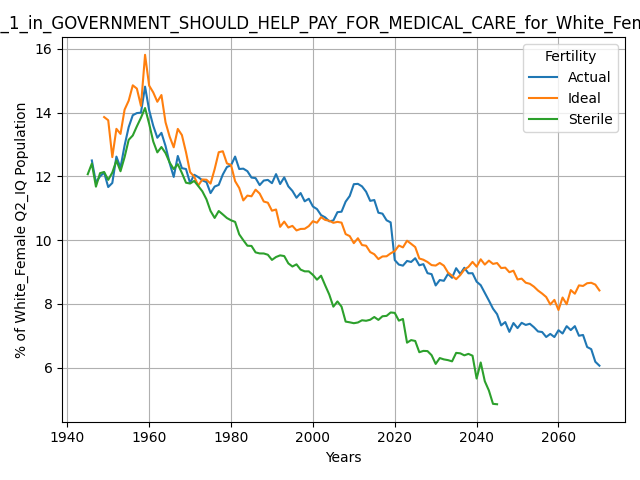 _1_in_GOVERNMENT_SHOULD_HELP_PAY_FOR_MEDICAL_CARE_for_White_Fem
Fertility
Actual
Ideal
Sterile
% of White_Female Q2_IQ Population
16
14
12
10
8
6
1940 1960 1980 2000 2020 2040 2060
Years